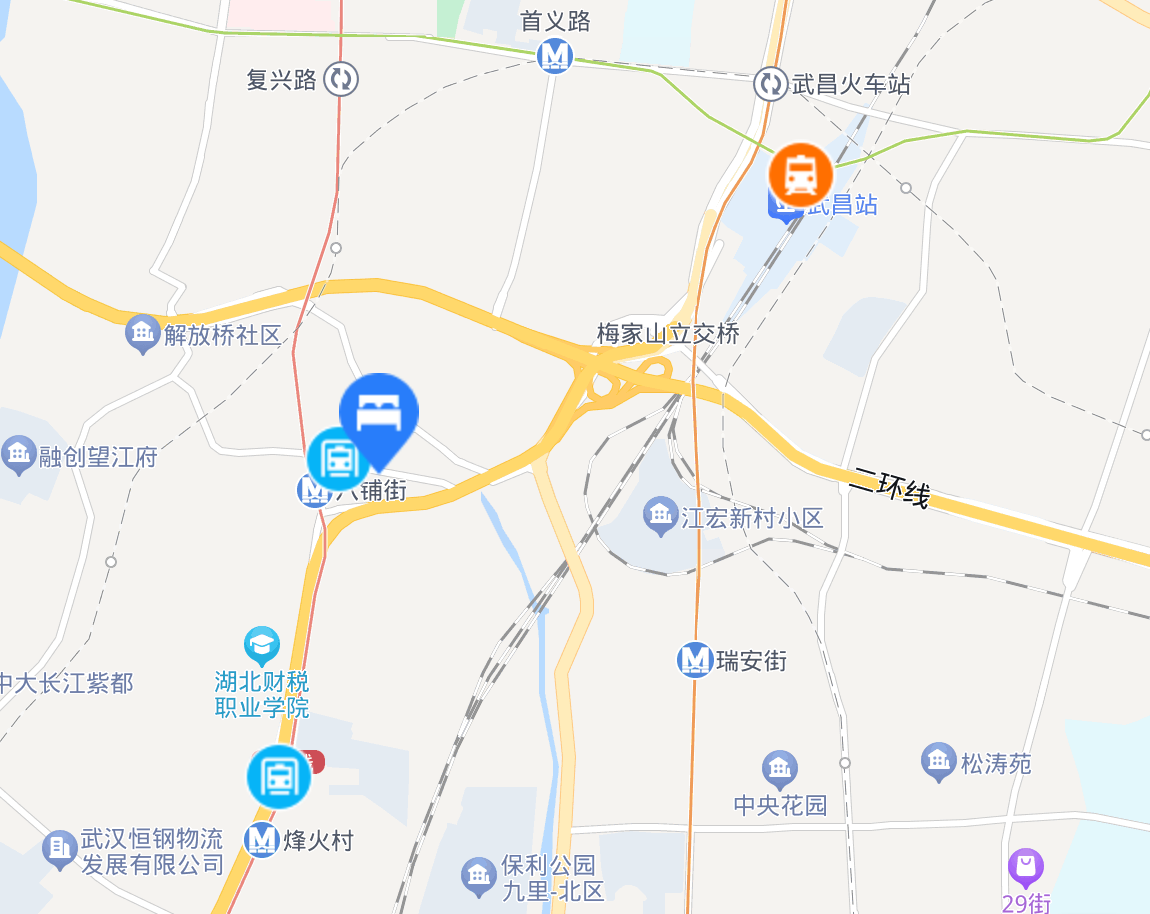 首义路
复兴路
武昌火车站
武昌站
梅家山立交桥
解放桥社区
融创望江府
八铺街
二环线
江宏新村小区
湖北财税
职业学院
瑞安街
中大长江紫都
松涛苑
中央花园
烽火村
武汉恒钢物流
发展有限公司
保利公园
九里-北区
29街